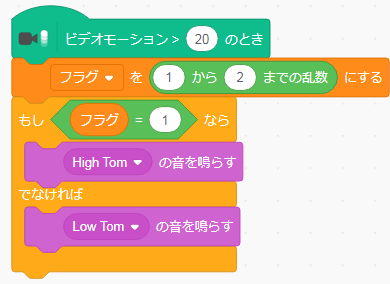 ビデオモーション > 20 のとき
フラグ を 1 から 2 までの乱数 にする
もし フラグ = 1 なら
High Tom の音を鳴らす
でなければ
Low Tom の音を鳴らす